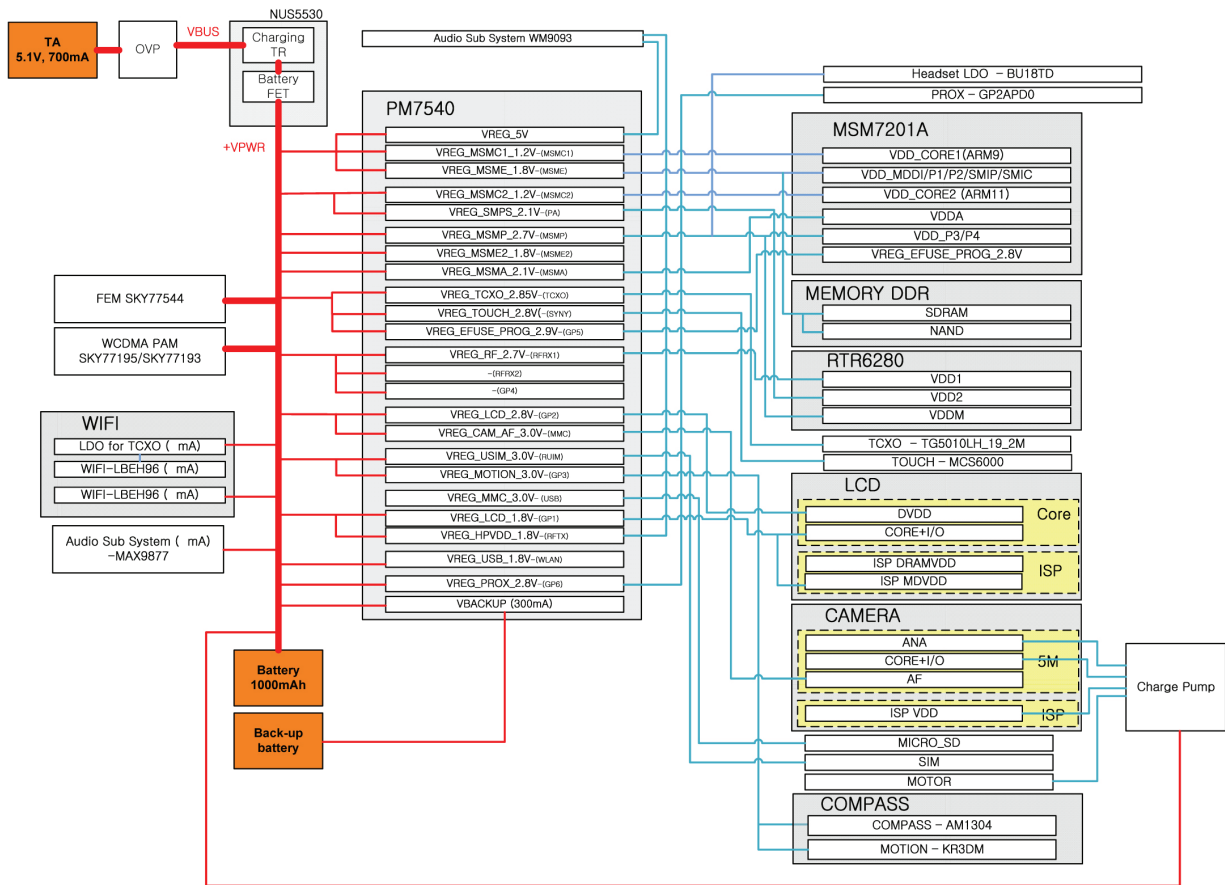 NUS5530
TA
5.1V, 700mA
OVP
VBUS
Charging
TR
Battery
FET
+VPWR
Audio Sub System WM9093
PM7540
VREG_5V
VREG_MSMC1_1.2V-(MSMC1)
VREG_MSME_1.8V-(MSME)
VREG_MSMC2_1.2V-(MSMC2)
VREG_SMPS_2.1V-(PA)
VREG_MSMP_2.7V-(MSMP)
VREG_MSME2_1.8V-(MSME2)
VREG_MSMA_2.1V-(MSMA)
VREG_TCXO_2.85V-(TCXO)
VREG_TOUCH_2.8V(-(SYNY)
VREG_EFUSE_PROG_2.9V-(GP5)
VREG_RF_2.7V-(RFRX1)
-(RFRX2)
-(GP4)
VREG_LCD_2.8V-(GP2)
VREG_CAM_AF_3.0V-(MMC)
VREG_USIM_3.0V-(RUIM)
VREG_MOTION_3.0V-(GP3)
VREG_MMC_3.0V-(USB)
VREG_LCD_1.8V-(GP1)
VREG_HPVDD_1.8V-(RFTX)
VREG_USB_1.8V-(WLAN)
VREG_PROX_2.8V-(GP6)
VBACKUP (300mA)
FEM SKY77544
WCDMA PAM
SKY77195/SKY77193
WIFI
LDO for TCXO ( mA)
WIFI-LBEH96 ( mA)
WIFI-LBEH96 ( mA)
Audio Sub System ( mA)
-MAX9877
Battery
1000mAh
Back-up
battery
Headset LDO - BU18TD
PROX - GP2APD0
MSM7201A
VDD_CORE1(ARM9)
VDD_MDDI/P1/P2/SMIP/SMIC
VDD_CORE2 (ARM11)
VDDA
VDD_P3/P4
VREG_EFUSE_PROG_2.8V
MEMORY DDR
SDRAM
NAND
RTR6280
VDD1
VDD2
VDDM
TCXO - TG5010LH_19_2M
TOUCH - MCS6000
LCD
DVDD
CORE+I/O
Core
ISP DRAMVDD
ISP MDVDD
ISP
CAMERA
ANA
CORE+I/O
AF
5M
ISP VDD
ISP
MICRO_SD
SIM
MOTOR
COMPASS
COMPASS - AM1304
MOTION - KR3DM
Charge Pump